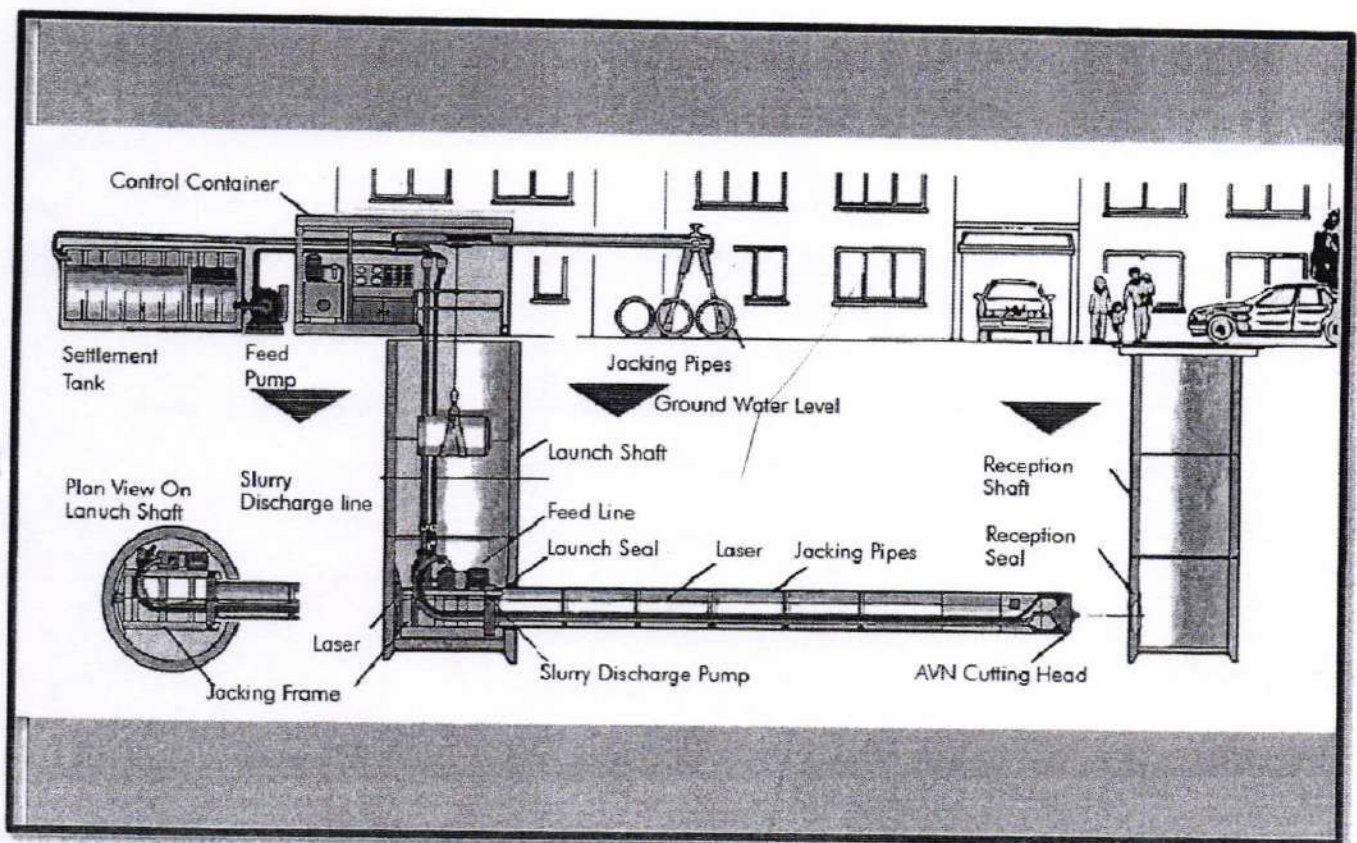 Control Container
Settlement
Tank
Feed
Pump
Jacking Pipes
Ground Water Level
Launch Shaft
Plan View On
Lanuch Shaft
Slurry
Discharge line
Feed Line
Launch Seal
Laser
Jacking Pipes
Reception
Shaft
Reception
Seal
Laser
Jacking Frame
Slurry Discharge Pump
AVN Cutting Head